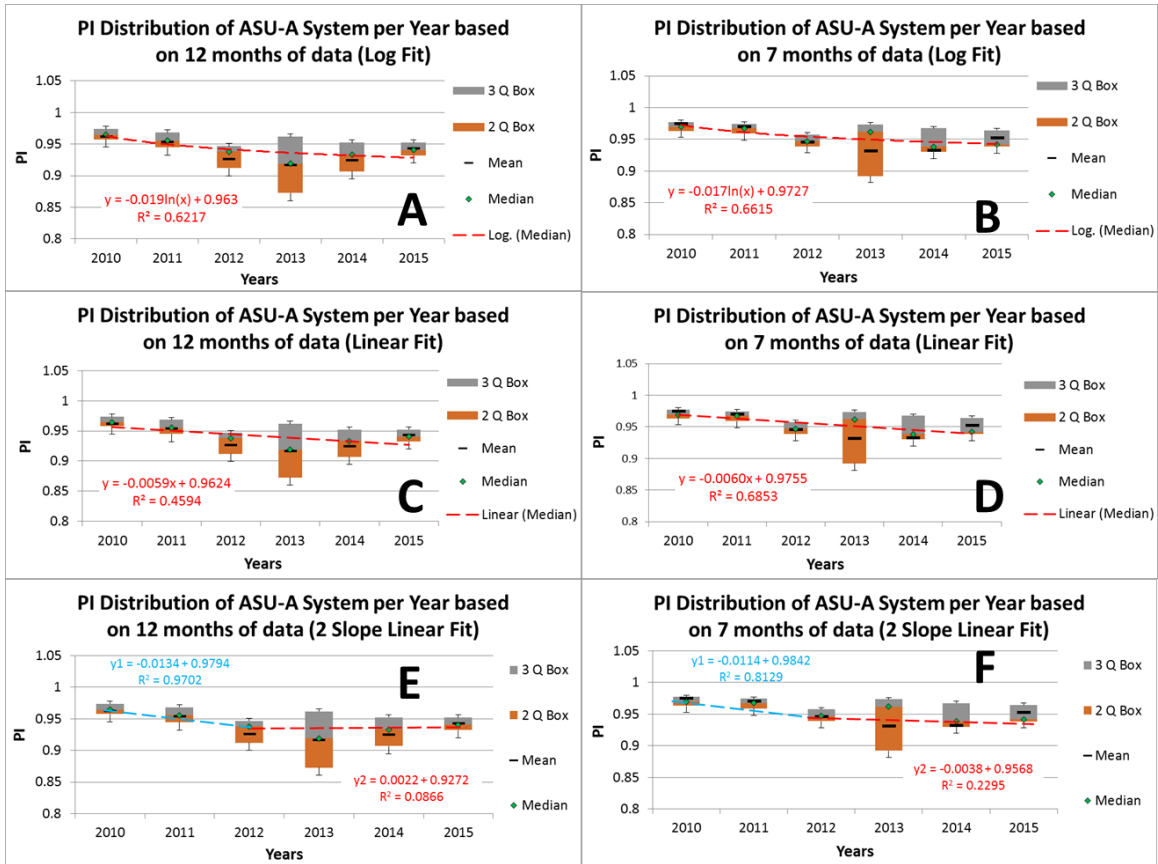 PI Distribution of ASU-A System per Year based
on 12 months of data (Log Fit)
1.05
1
0.95
0.9
0.85
0.8
PI
2010 2011 2012 2013 2014 2015
Years
3 Q Box
2 Q Box
Mean
Median
Log. (Median)
y = -0.019ln(x) + 0.963
R² = 0.6217
A
PI Distribution of ASU-A System per Year based
on 7 months of data (Log Fit)
1.05
1
0.95
0.9
0.85
0.8
PI
2010 2011 2012 2013 2014 2015
Years
3 Q Box
2 Q Box
Mean
Median
Log. (Median)
y = -0.017ln(x) + 0.9727
R² = 0.6615
B
PI Distribution of ASU-A System per Year based
on 12 months of data (Linear Fit)
1.05
1
0.95
0.9
0.85
0.8
PI
2010 2011 2012 2013 2014 2015
Years
3 Q Box
2 Q Box
Mean
Median
Linear (Median)
y = -0.0059x + 0.9624
R² = 0.4594
C
PI Distribution of ASU-A System per Year based
on 7 months of data (Linear Fit)
1.05
1
0.95
0.9
0.85
0.8
PI
2010 2011 2012 2013 2014 2015
Years
3 Q Box
2 Q Box
Mean
Median
Linear (Median)
y = -0.0060x + 0.9755
R² = 0.6853
D
PI Distribution of ASU-A System per Year based
on 12 months of data (2 Slope Linear Fit)
1.05
1
0.95
0.9
0.85
0.8
PI
2010 2011 2012 2013 2014 2015
Years
y1 = -0.0134 + 0.9794
R² = 0.9702
E
3 Q Box
2 Q Box
Mean
Median
y2 = 0.0022 + 0.9272
R² = 0.0866
PI Distribution of ASU-A System per Year based
on 7 months of data (2 Slope Linear Fit)
1.05
1
0.95
0.9
0.85
0.8
PI
2010 2011 2012 2013 2014 2015
Years
y1 = -0.0114 + 0.9842
R² = 0.8129
F
3 Q Box
2 Q Box
Mean
Median
y2 = -0.0038 + 0.9568
R² = 0.2295